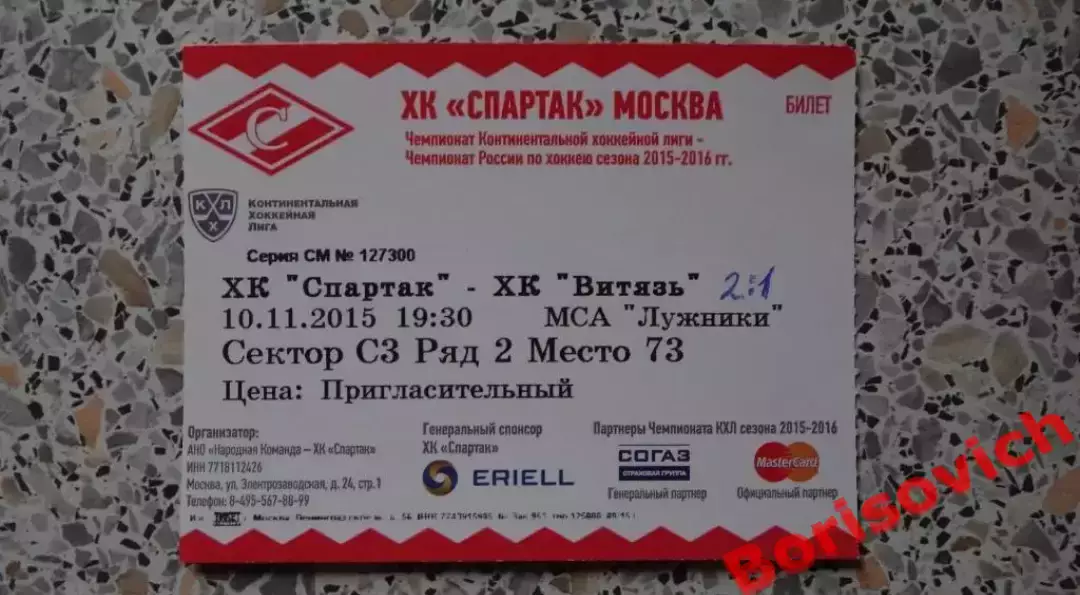 ХК «СПАРТАК» МОСКВА
БИЛЕТ
Чемпионат Континентальной хоккейной лиги -
Чемпионат России по хоккею сезона 2015-2016 гг.
С
КХЛ
КОНТИНЕНТАЛЬНАЯ
ХОККЕЙНАЯ
ЛИГА
Серия СМ № 127300
ХК "Спартак" - ХК "Витязь" 2:1
10.11.2015 19:30 МСА "Лужники"
Сектор С3 Ряд 2 Место 73
Цена: Пригласительный
Организатор:
АНО «Народная Команда – ХК «Спартак»
ИНН 7718112426
Москва, ул. Электрозаводская, д. 24, стр.1
Телефон: 8-495-567-88-99
Генеральный спонсор
ХК «Спартак»
ERIELL
Партнеры Чемпионата КХЛ сезона 2015-2016
СОГАЗ
СТРАХОВАЯ ГРУППА
Генеральный партнер
MasterCard
Официальный партнер
Borisovich